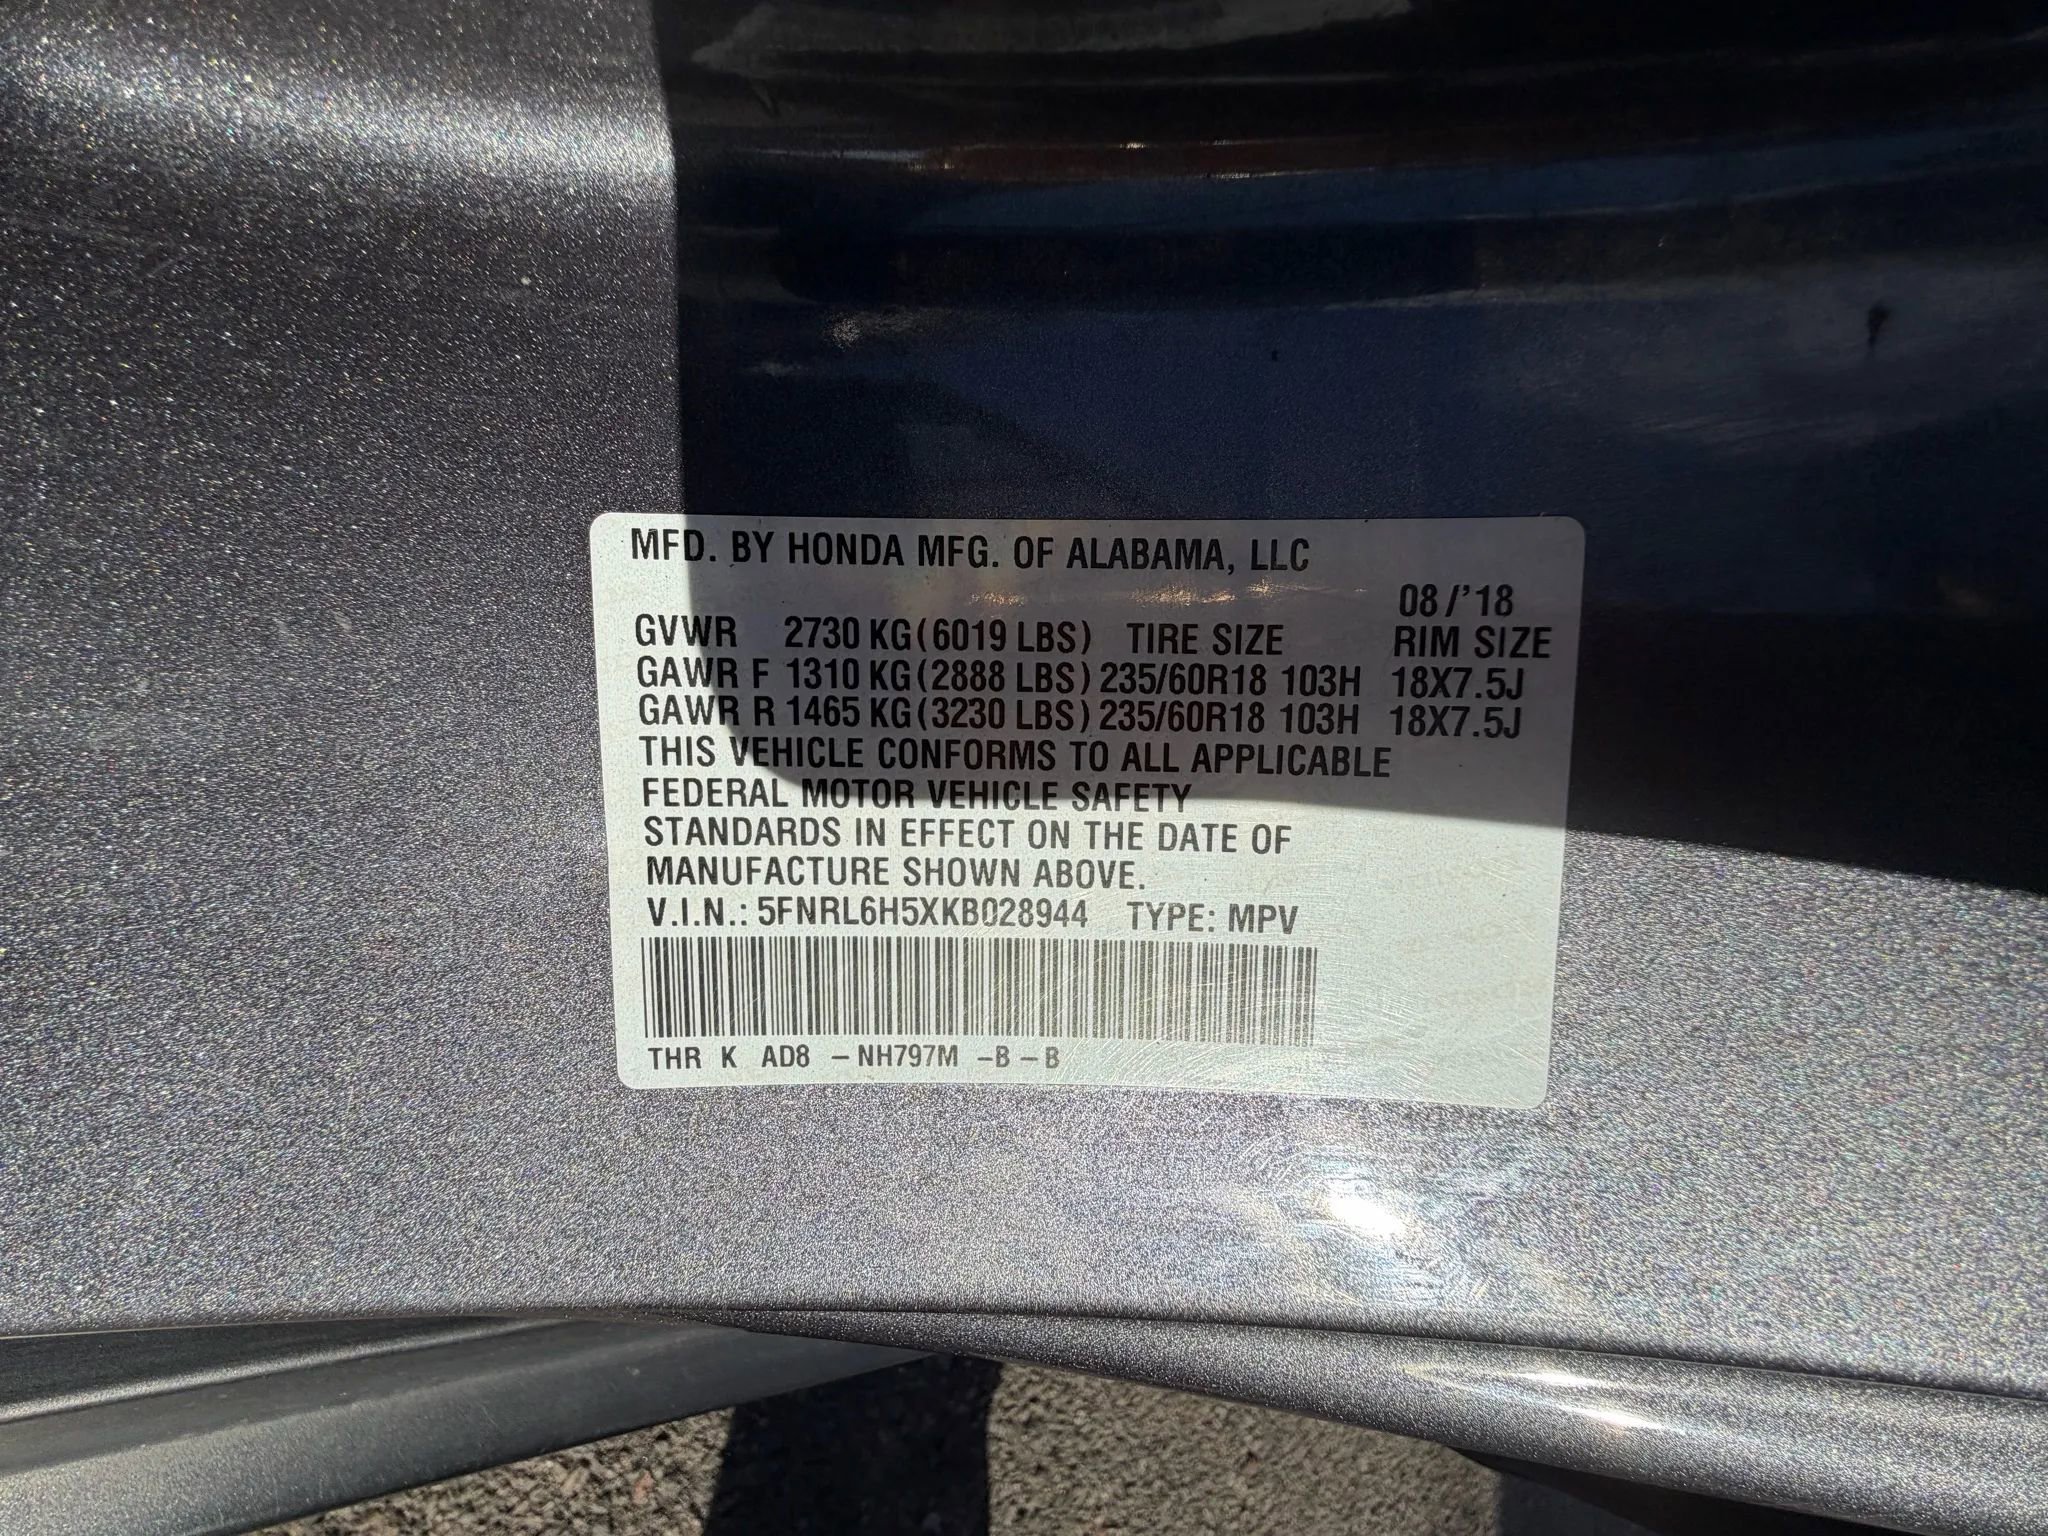 MFD. BY HONDA MFG. OF ALABAMA, LLC
08/'18
GVWR 2730 KG(6019 LBS) TIRE SIZE RIM SIZE
GAWR F 1310 KG(2888 LBS) 235/60R18 103H 18X7.5J
GAWR R 1465 KG(3230 LBS) 235/60R18 103H 18X7.5J
THIS VEHICLE CONFORMS TO ALL APPLICABLE
FEDERAL MOTOR VEHICLE SAFETY
STANDARDS IN EFFECT ON THE DATE OF
MANUFACTURE SHOWN ABOVE.
V.I.N.: 5FNRL6H5XKB028944 TYPE: MPV
THR K AD8 -NH797M -B-B